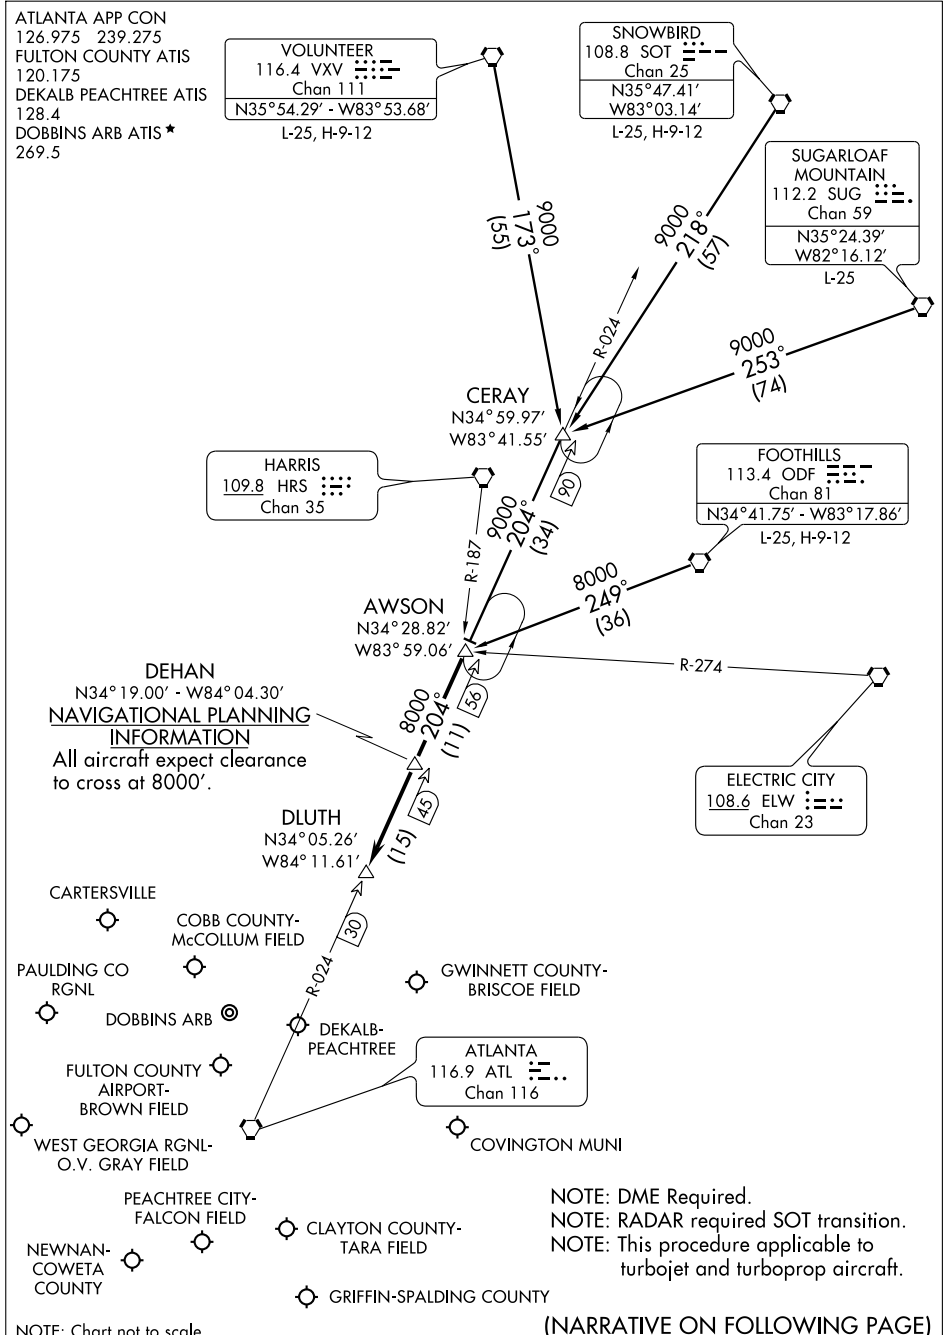 ATLANTA APP CON
126.975 239.275
FULTON COUNTY ATIS
120.175
DEKALB PEACHTREE ATIS
128.4
DOBBINS ARB ATIS ★
269.5
VOLUNTEER
116.4 VXV
Chan 111
N35°54.29' - W83°53.68'
L-25, H-9-12
SNOWBIRD
108.8 SOT
Chan 25
N35°47.41'
W83°03.14'
L-25, H-9-12
SUGARLOAF
MOUNTAIN
112.2 SUG
Chan 59
N35°24.39'
W82°16.12'
L-25
9000
173°
(55)
9000
218°
(57)
R-024
9000
253°
(74)
CERAY
N34°59.97'
W83°41.55'
HARRIS
109.8 HRS
Chan 35
90
FOOTHILLS
113.4 ODF
Chan 81
N34°41.75' - W83°17.86'
L-25, H-9-12
9000
204°
(34)
R-187
8000
249°
(36)
AWSON
N34°28.82'
W83°59.06'
R-274
DEHAN
N34°19.00' - W84°04.30'
NAVIGATIONAL PLANNING
INFORMATION
All aircraft expect clearance
to cross at 8000'.
8000
204°
(11)
56
ELECTRIC CITY
108.6 ELW
Chan 23
45
(15)
DLUTH
N34°05.26'
W84°11.61'
30
R-024
CARTERSVILLE
COBB COUNTY-
McCOLLUM FIELD
PAULDING CO
RGNL
GWINNETT COUNTY-
BRISCOE FIELD
DOBBINS ARB
DEKALB-
PEACHTREE
ATLANTA
116.9 ATL
Chan 116
FULTON COUNTY
AIRPORT-
BROWN FIELD
WEST GEORGIA RGNL-
O.V. GRAY FIELD
COVINGTON MUNI
PEACHTREE CITY-
FALCON FIELD
CLAYTON COUNTY-
TARA FIELD
NEWNAN-
COWETA
COUNTY
GRIFFIN-SPALDING COUNTY
NOTE: DME Required.
NOTE: RADAR required SOT transition.
NOTE: This procedure applicable to
turbojet and turboprop aircraft.
NOTE: Chart not to scale
(NARRATIVE ON FOLLOWING PAGE)